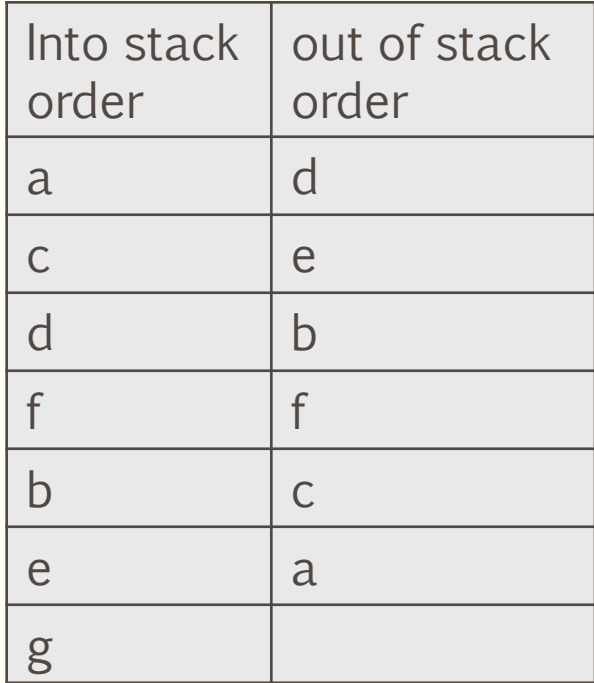 Into stack order
out of stack order
a d
c e
d b
f f
b c
e a
g